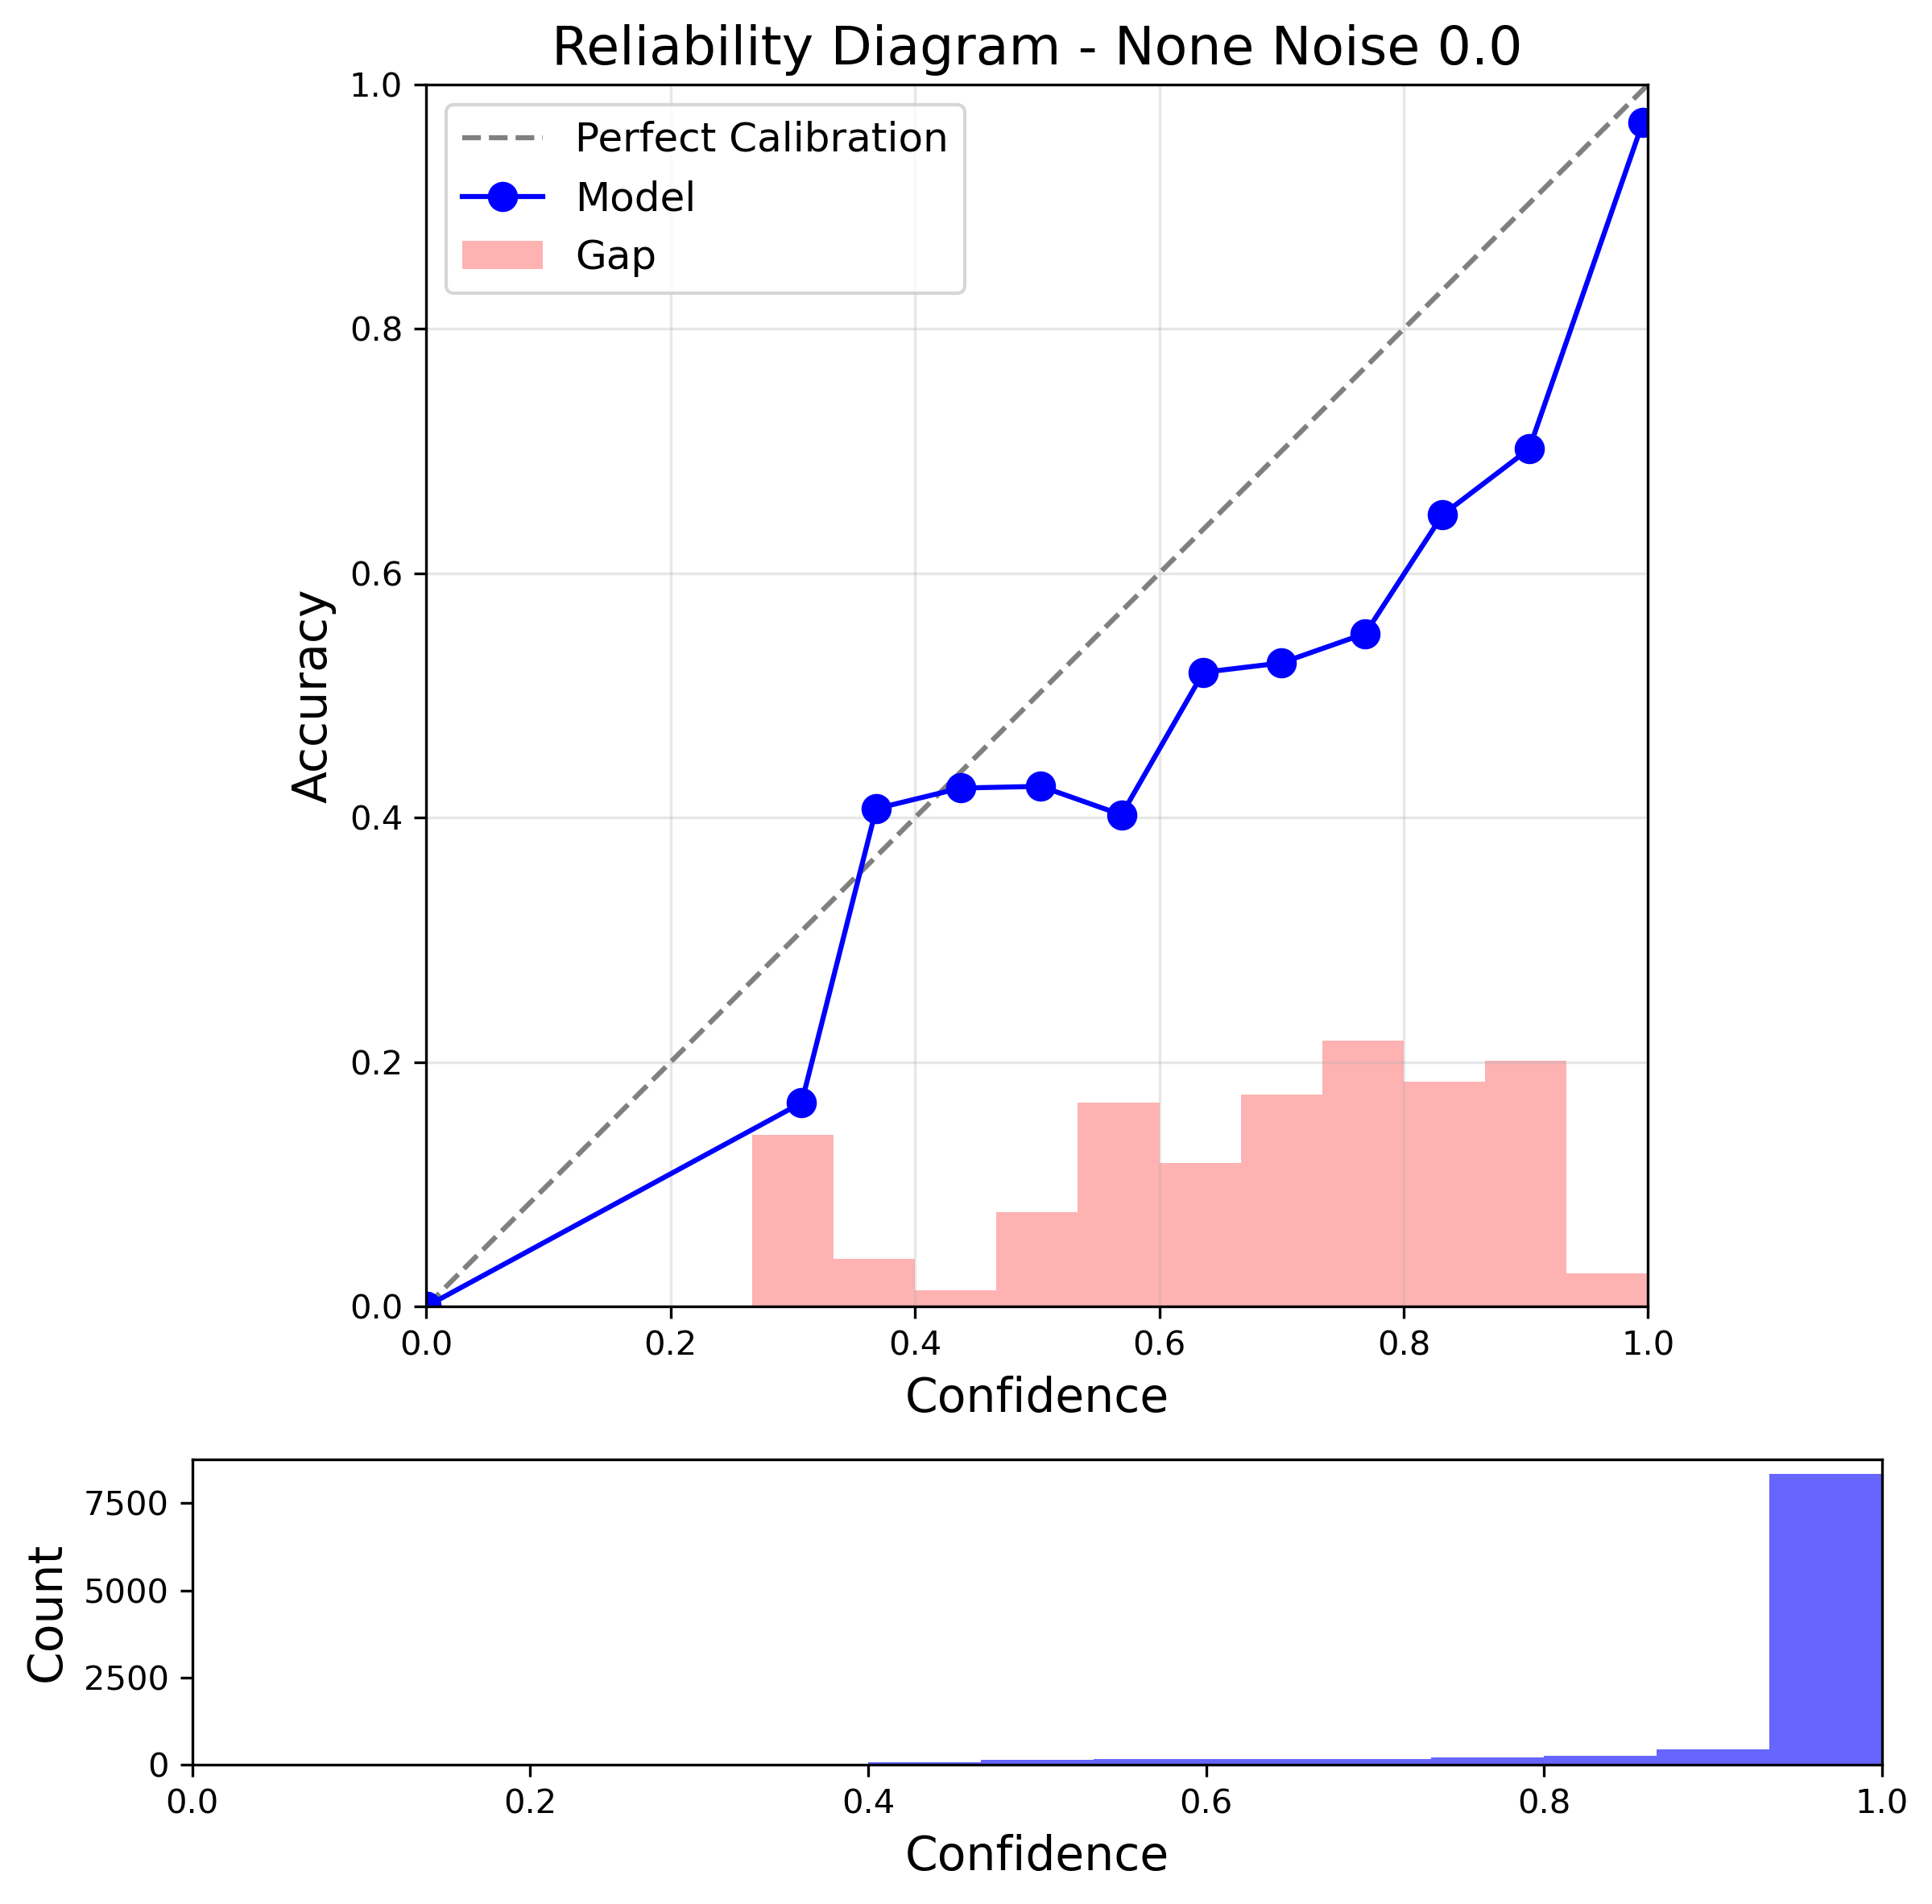 Reliability Diagram - None Noise 0.0
Perfect Calibration
Model
Gap
Accuracy
1.0
0.8
0.6
0.4
0.2
0.0
0.0 0.2 0.4 0.6 0.8 1.0
Confidence
Count
7500
5000
2500
0
0.0 0.2 0.4 0.6 0.8 1.0
Confidence